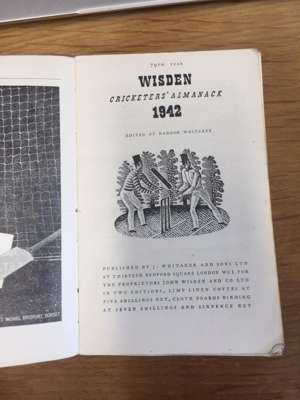 79TH YEAR
WISDEN
CRICKETERS' ALMANACK
1942
EDITED BY HADDON WHITAKER
PUBLISHED BY J. WHITAKER AND SONS LTD
AT THIRTEEN BEDFORD SQUARE LONDON WC1 FOR
THE PROPRIETORS JOHN WISDEN AND CO LTD
IN TWO EDITIONS, LIMP LINEN COVERS AT
FIVE SHILLINGS NET, CLOTH BOARDS BINDING
AT SEVEN SHILLINGS AND SIXPENCE NET
BRIDPORT DORSET